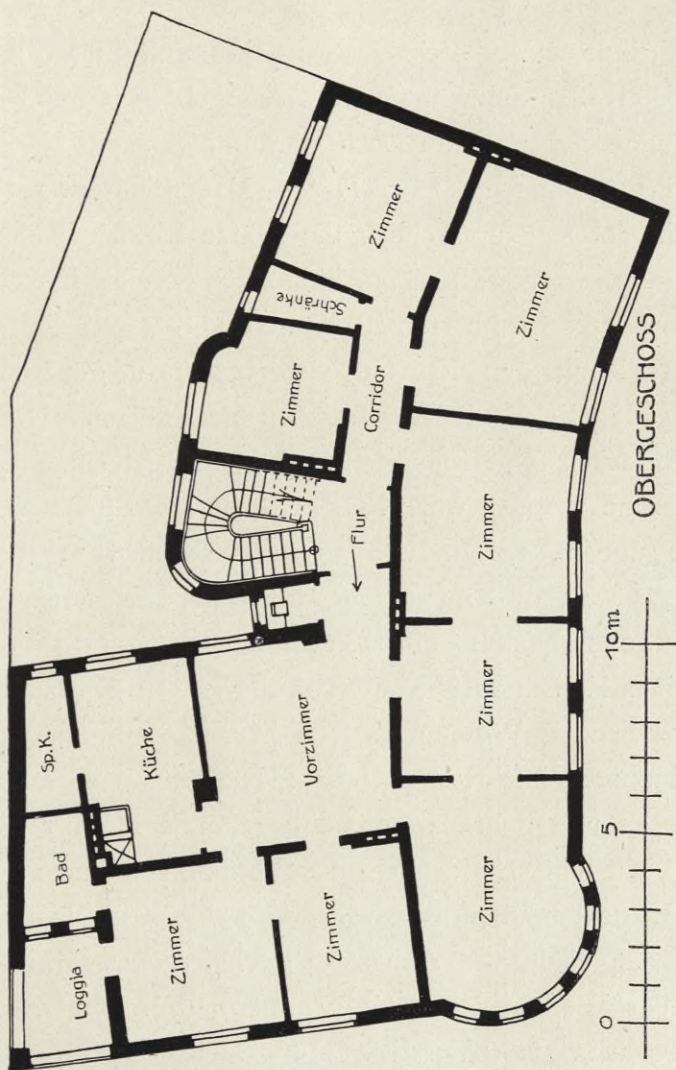 Loggia
Bad
Sp.K.
Küche
Zimmer
Vorzimmer
Zimmer
Zimmer
Schränke
Zimmer
Flur
Corridor
Zimmer
Zimmer
Zimmer
Zimmer
OBERGESCHOSS
0 5 10m